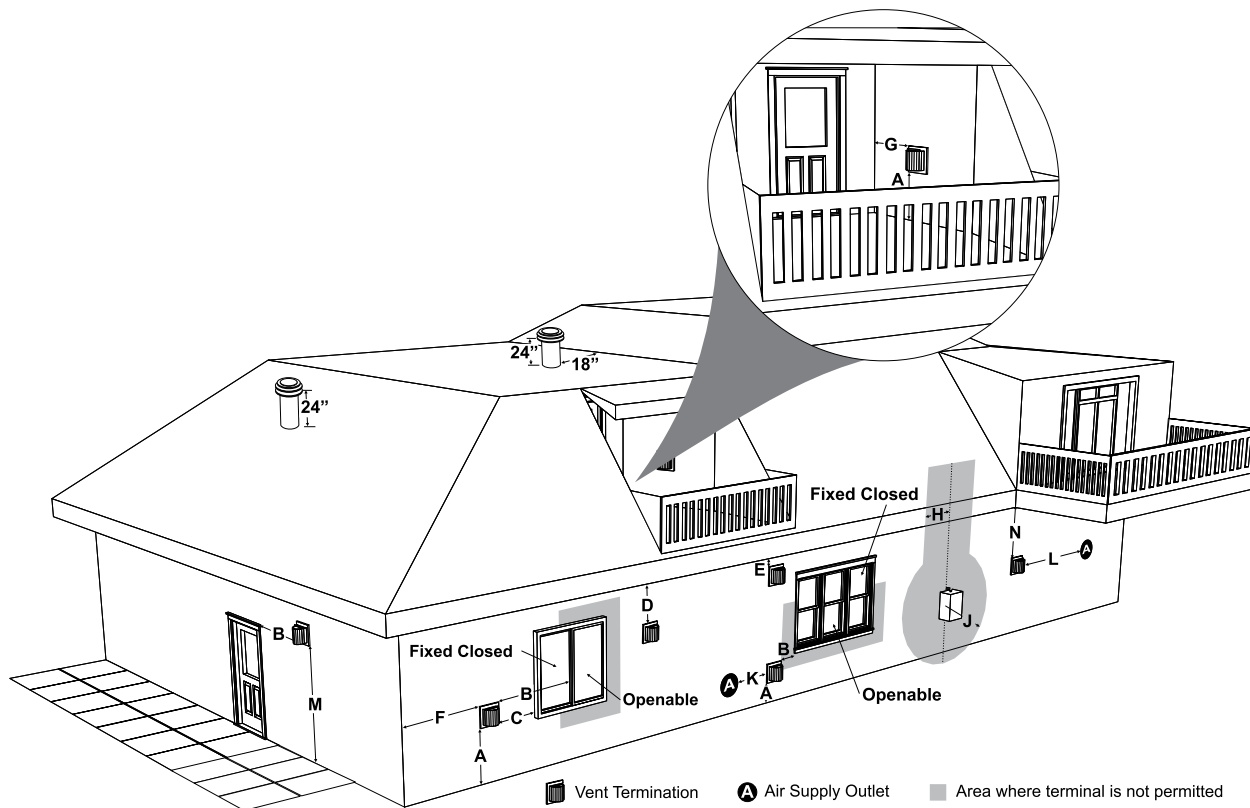 G
A
24”
18”
24”
Fixed Closed
H
N
L
A
E
D
B
Fixed Closed
B
J
M
B
K
A
Openable
F
C
Openable
A
A
Vent Termination
A Air Supply Outlet
Area where terminal is not permitted